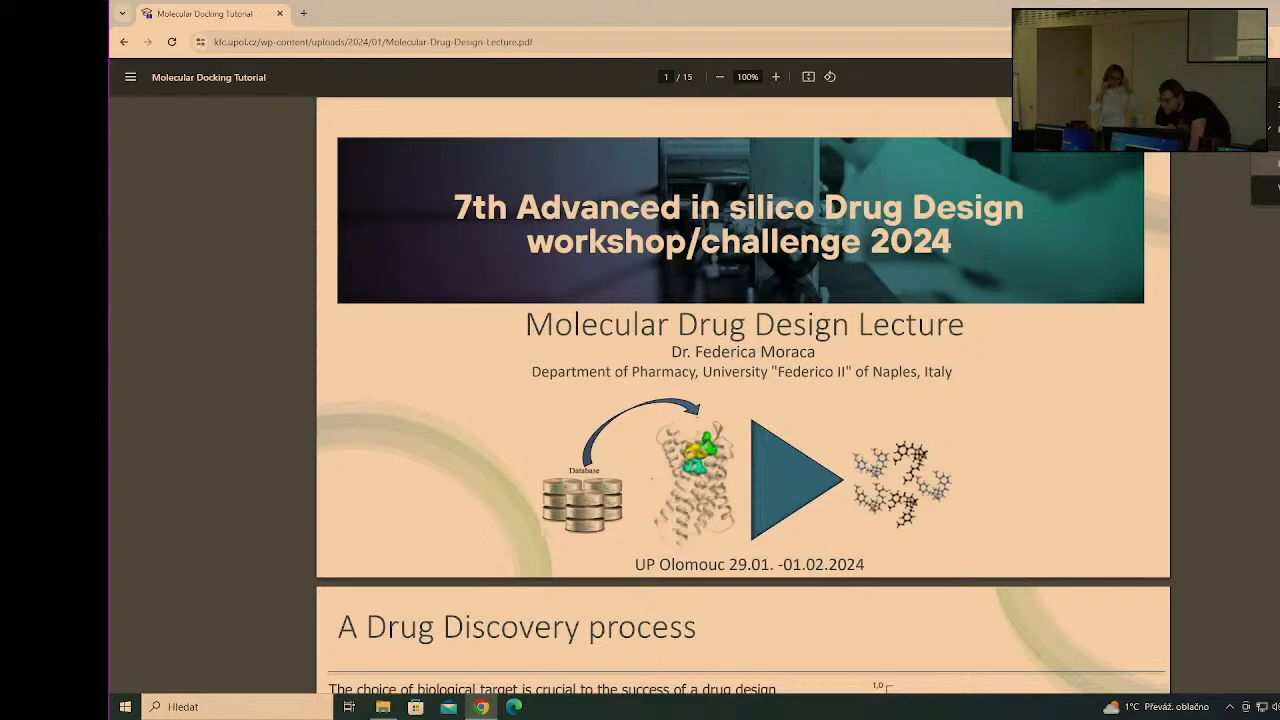 Molecular Docking Tutorial
kfc.upol.cz/wp-content/uploads/2024/01/Molecular-Drug-Design-Lecture.pdf
Molecular Docking Tutorial
1 / 15
100%
7th Advanced in silico Drug Design
workshop/challenge 2024
Molecular Drug Design Lecture
Dr. Federica Moraca
Department of Pharmacy, University "Federico II" of Naples, Italy
Database
UP Olomouc 29.01. -01.02.2024
A Drug Discovery process
The choice of biological target is crucial to the success of a drug design
1,0
Hledat
1°C Převáž. oblačno